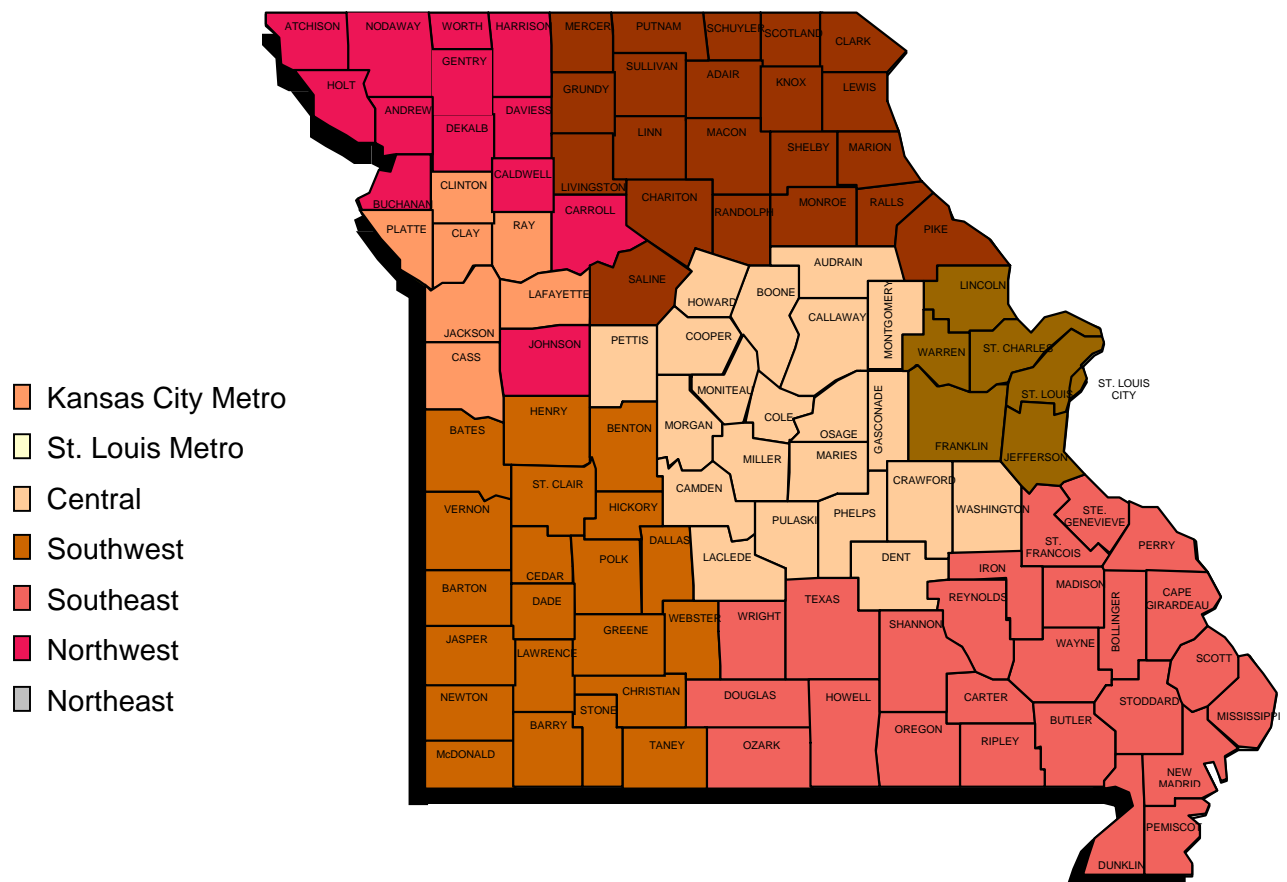 ATCHISON
NODAWAY
WORTH
HARRISON
MERCER
PUTNAM
SCHUYLER
SCOTLAND
CLARK
GENTRY
SULLIVAN
ADAIR
KNOX
LEWIS
HOLT
GRUNDY
ANDREW
DAVIESS
DEKALB
LINN
MACON
SHELBY
MARION
CALDWELL
CLINTON
LIVINGSTON
CHARITON
RANDOLPH
MONROE
RALLS
BUCHANAN
CARROLL
PLATTE
CLAY
RAY
PIKE
AUDRAIN
SALINE
LAFAYETTE
HOWARD
BOONE
CALLAWAY
MONTGOMERY
LINCOLN
JACKSON
JOHNSON
PETTIS
COOPER
WARREN
ST. CHARLES
CASS
MONITEAU
ST. LOUIS
ST. LOUIS
CITY
Kansas City Metro
St. Louis Metro
Central
Southwest
Southeast
Northwest
Northeast
BATES
HENRY
BENTON
MORGAN
COLE
OSAGE
GASCONADE
FRANKLIN
JEFFERSON
MILLER
MARIES
ST. CLAIR
CAMDEN
CRAWFORD
WASHINGTON
VERNON
HICKORY
PULASKI
PHELPS
STE.
GENEVIEVE
ST.
FRANCOIS
PERRY
CEDAR
POLK
DALLAS
LACLEDE
DENT
IRON
BARTON
DADE
TEXAS
REYNOLDS
MADISON
BOLLINGER
CAPE
GIRARDEAU
JASPER
GREENE
WEBSTER
WRIGHT
SHANNON
WAYNE
LAWRENCE
SCOTT
NEWTON
CHRISTIAN
DOUGLAS
HOWELL
CARTER
STODDARD
MISSISSIPPI
STONE
BARRY
OREGON
BUTLER
McDONALD
TANEY
OZARK
RIPLEY
NEW
MADRID
PEMISCOT
DUNKLIN